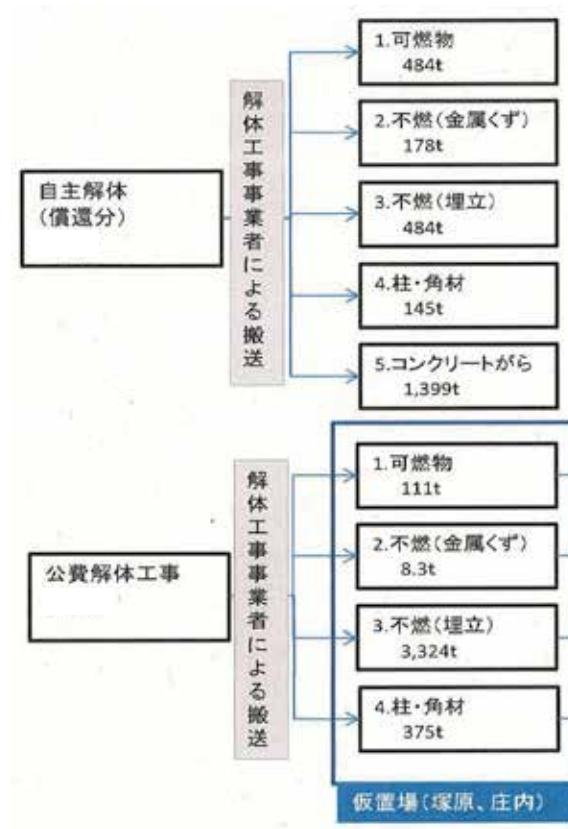 自主解体
(償還分)
解体工事事業者による搬送
1.可燃物
484t
2.不燃(金属くず)
178t
3.不燃(埋立)
484t
4.柱・角材
145t
5.コンクリートがら
1,399t
公費解体工事
解体工事事業者による搬送
1.可燃物
111t
2.不燃(金属くず)
8.3t
3.不燃(埋立)
3,324t
4.柱・角材
375t
仮置場(塚原、庄内)